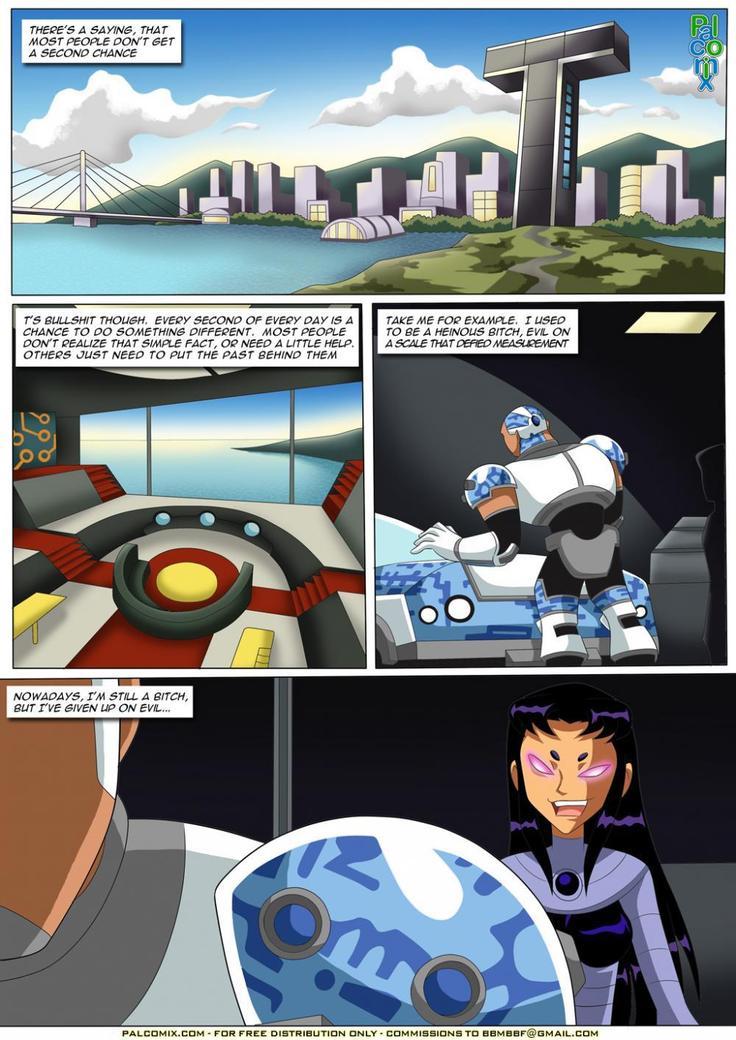 THERE'S A SAYING, THAT
MOST PEOPLE DON'T GET
A SECOND CHANCE
Palcomix
T'S BULLSHIT THOUGH. EVERY SECOND OF EVERY DAY IS A
CHANCE TO DO SOMETHING DIFFERENT. MOST PEOPLE
DON'T REALIZE THAT SIMPLE FACT, OR NEED A LITTLE HELP.
OTHERS JUST NEED TO PUT THE PAST BEHIND THEM
TAKE ME FOR EXAMPLE. I USED
TO BE A HEINOUS BITCH, EVIL ON
A SCALE THAT DEFIED MEASUREMENT
NOWADAYS, I'M STILL A BITCH,
BUT I'VE GIVEN UP ON EVIL...
PALCOMIX.COM - FOR FREE DISTRIBUTION ONLY - COMMISSIONS TO BBMBBF@GMAIL.COM